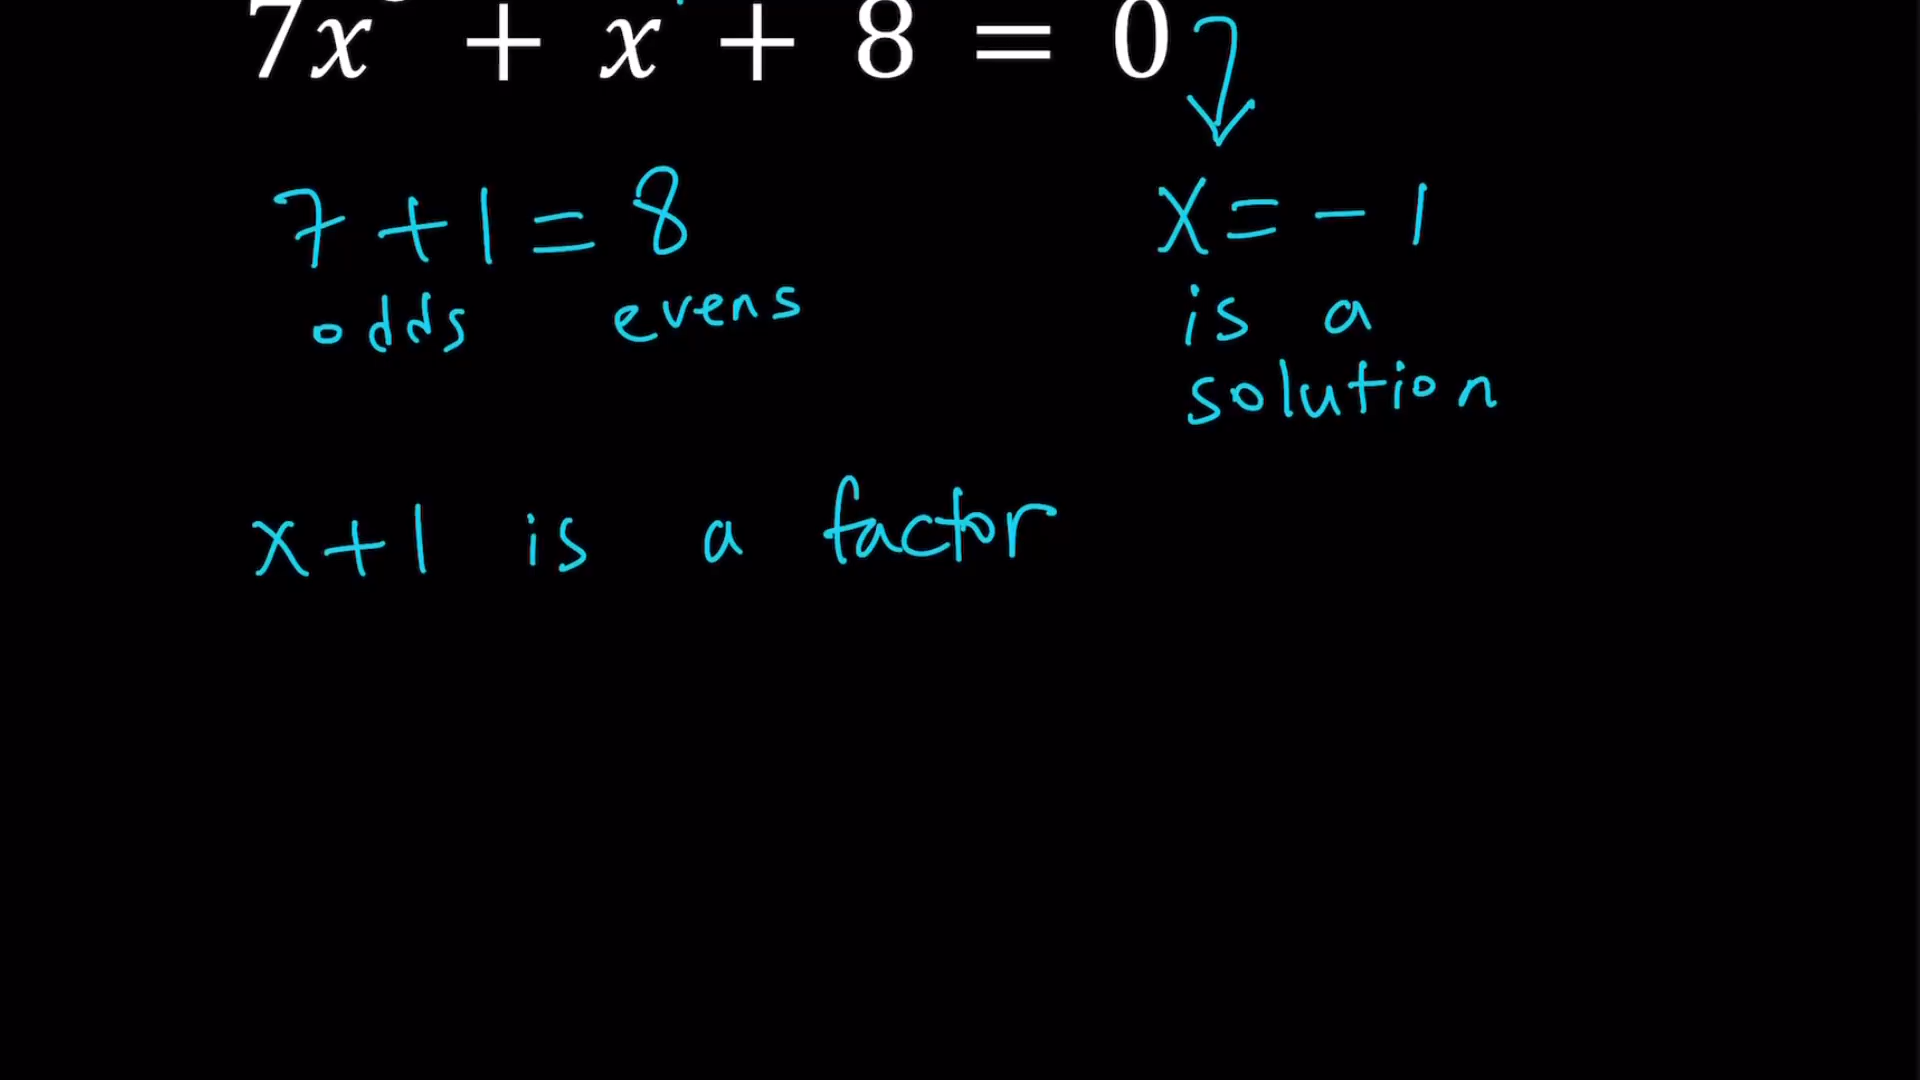 7x + x + 8 = 0
7 + 1 = 8
x = - 1
odds evens
is a
solution
x+1 is a factor